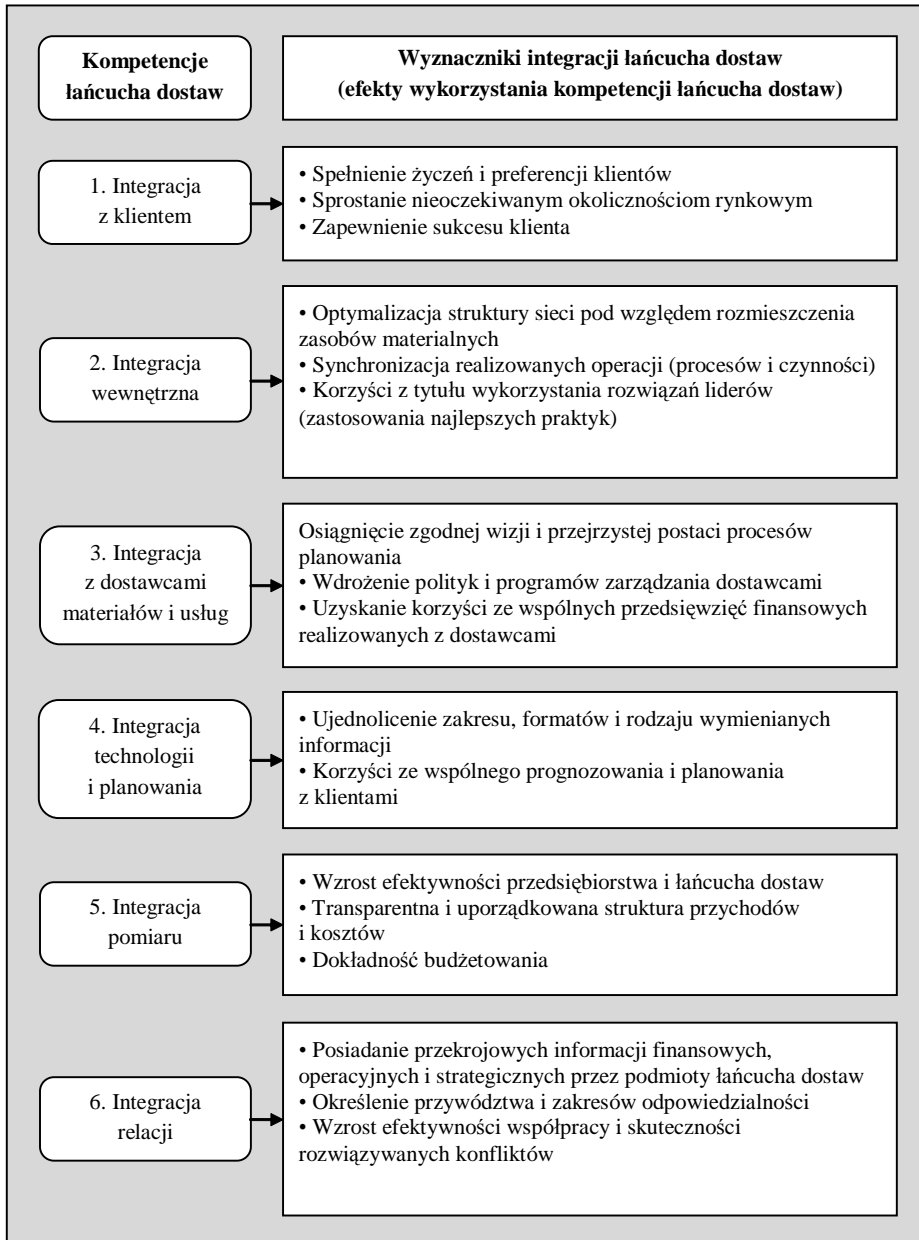 Kompetencje
łańcucha dostaw
Wyznaczniki integracji łańcucha dostaw
(efekty wykorzystania kompetencji łańcucha dostaw)
1. Integracja
z klientem
• Spełnienie życzeń i preferencji klientów
• Sprostanie nieoczekiwanym okolicznościom rynkowym
• Zapewnienie sukcesu klienta
2. Integracja
wewnętrzna
• Optymalizacja struktury sieci pod względem rozmieszczenia
zasobów materialnych
• Synchronizacja realizowanych operacji (procesów i czynności)
• Korzyści z tytułu wykorzystania rozwiązań liderów
(zastosowania najlepszych praktyk)
3. Integracja
z dostawcami
materiałów i usług
Osiągnięcie zgodnej wizji i przejrzystej postaci procesów
planowania
• Wdrożenie polityk i programów zarządzania dostawcami
• Uzyskanie korzyści ze wspólnych przedsięwzięć finansowych
realizowanych z dostawcami
4. Integracja
technologii
i planowania
• Ujednolicenie zakresu, formatów i rodzaju wymienianych
informacji
• Korzyści ze wspólnego prognozowania i planowania
z klientami
5. Integracja
pomiaru
• Wzrost efektywności przedsiębiorstwa i łańcucha dostaw
• Transparentna i uporządkowana struktura przychodów
i kosztów
• Dokładność budżetowania
6. Integracja
relacji
• Posiadanie przekrojowych informacji finansowych,
operacyjnych i strategicznych przez podmioty łańcucha dostaw
• Określenie przywództwa i zakresów odpowiedzialności
• Wzrost efektywności współpracy i skuteczności
rozwiązywanych konfliktów